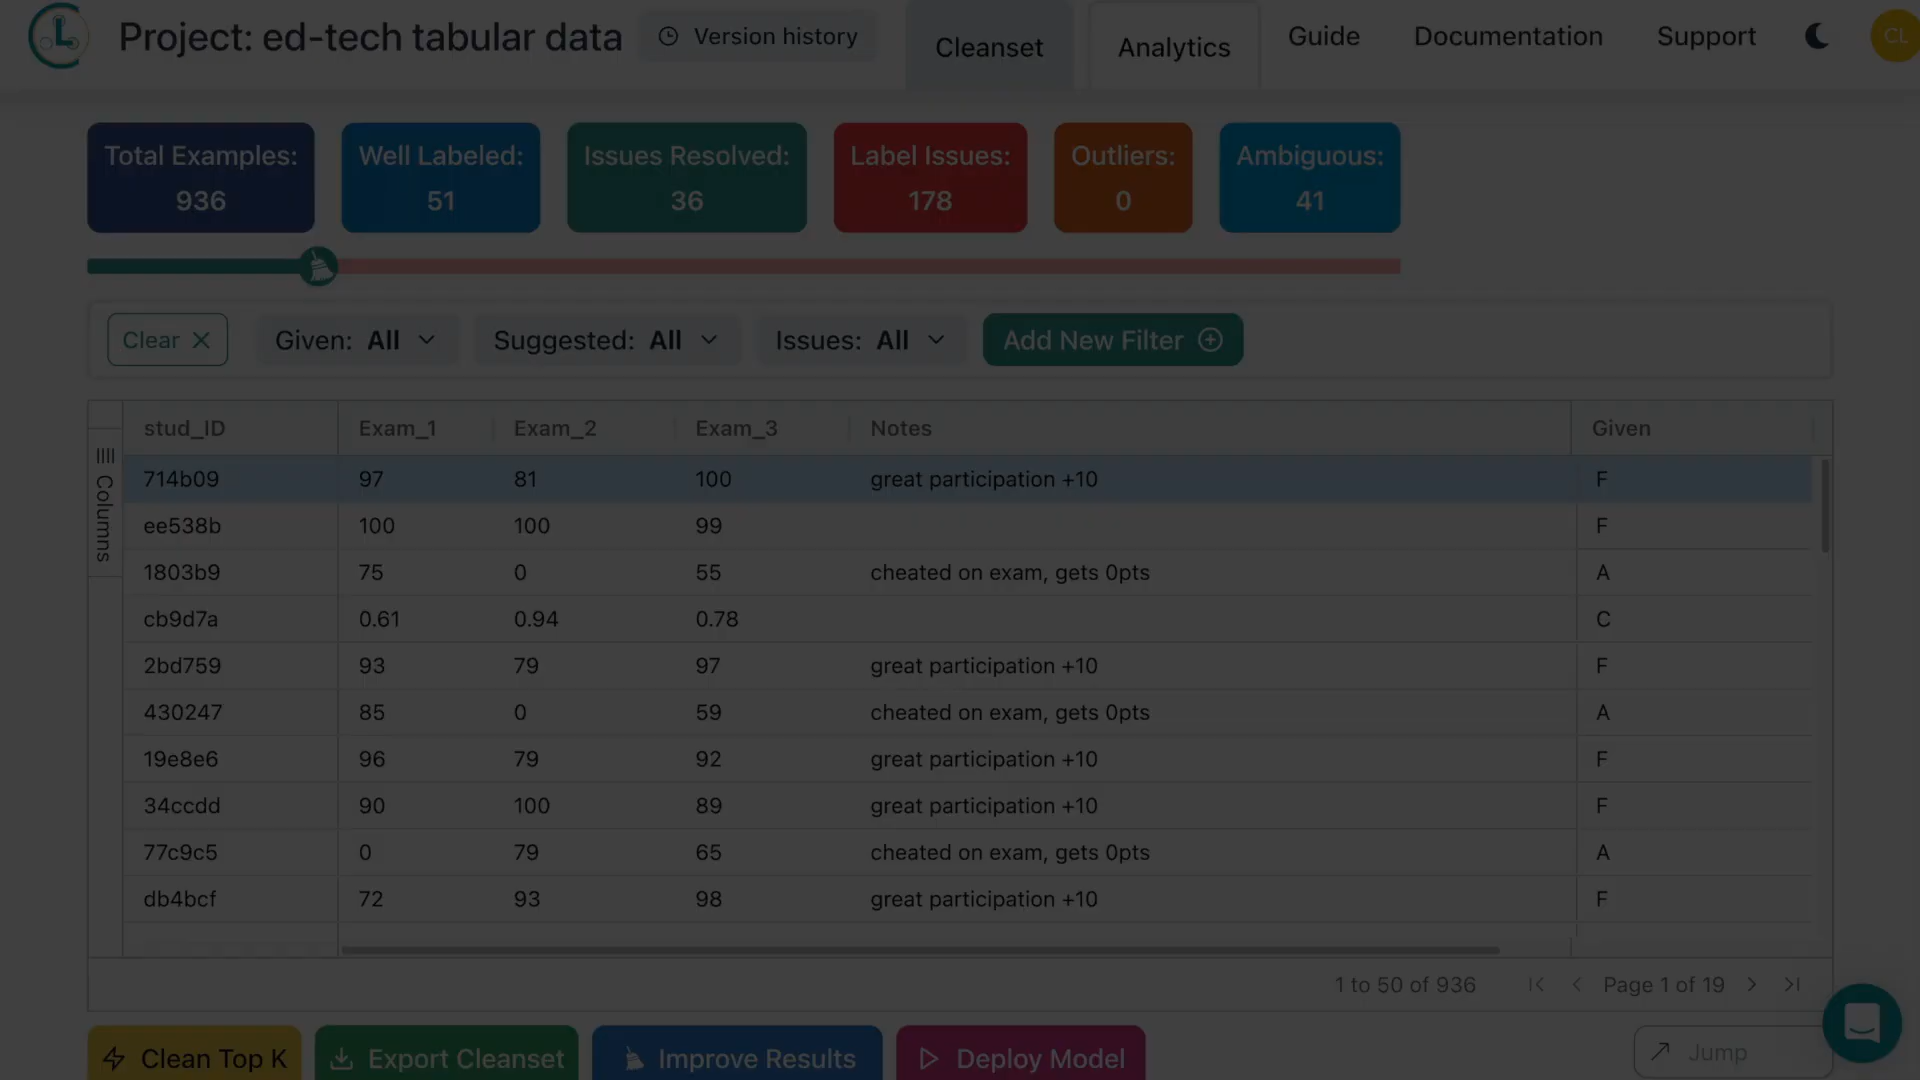 Project: ed-tech tabular data
Version history
Cleanset
Analytics
Guide
Documentation
Support
CL
Total Examples:
936
Well Labeled:
51
Issues Resolved:
36
Label Issues:
178
Outliers:
0
Ambiguous:
41
Clear
Given: All
Suggested: All
Issues: All
Add New Filter
Columns
stud_ID Exam_1 Exam_2 Exam_3 Notes Given
714b09 97 81 100 great participation +10 F
ee538b 100 100 99 F
1803b9 75 0 55 cheated on exam, gets 0pts A
cb9d7a 0.61 0.94 0.78 C
2bd759 93 79 97 great participation +10 F
430247 85 0 59 cheated on exam, gets 0pts A
19e8e6 96 79 92 great participation +10 F
34ccdd 90 100 89 great participation +10 F
77c9c5 0 79 65 cheated on exam, gets 0pts A
db4bcf 72 93 98 great participation +10 F
1 to 50 of 936
Page 1 of 19
Clean Top K
Export Cleanset
Improve Results
Deploy Model
Jump